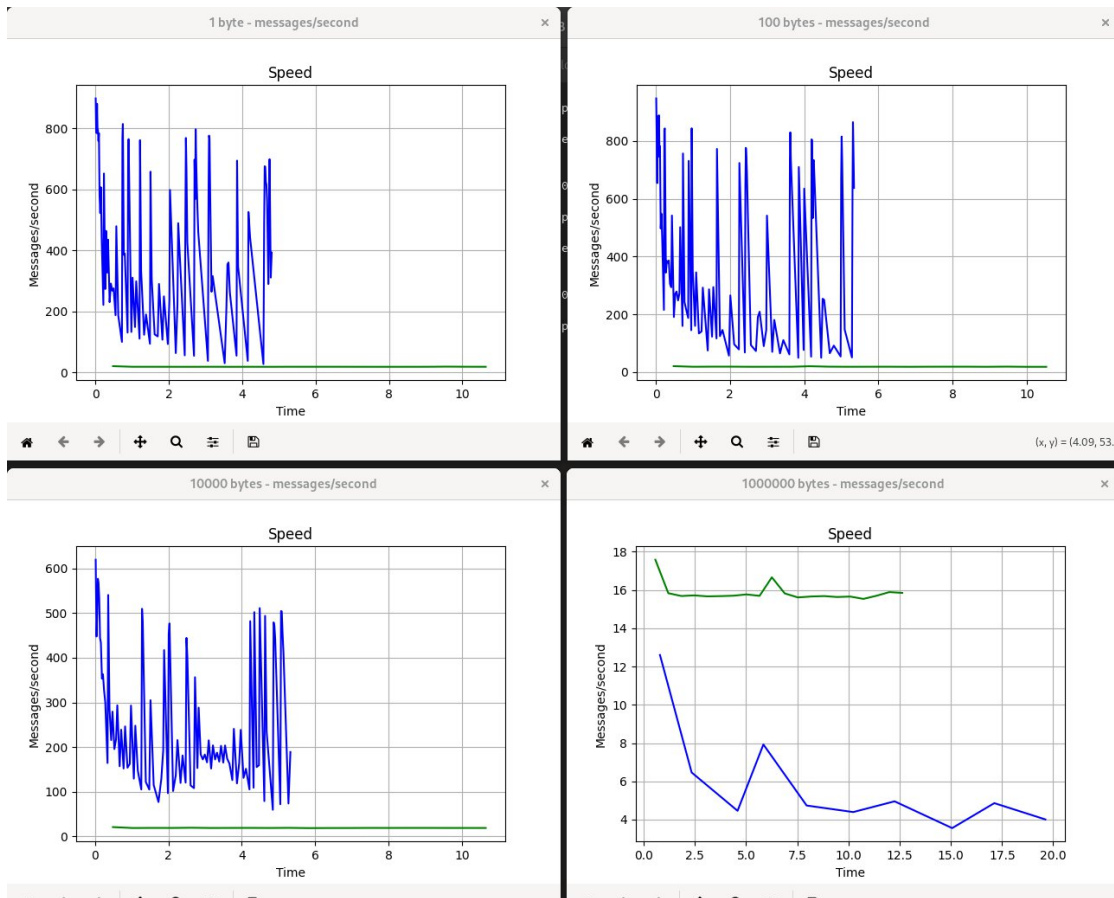 1 byte - messages/second ×
Speed
Messages/second
800
600
400
200
0
0 2 4 6 8 10
Time
100 bytes - messages/second ×
Speed
Messages/second
800
600
400
200
0
0 2 4 6 8 10
Time
(x, y) = (4.09, 53.
10000 bytes - messages/second ×
Speed
Messages/second
600
500
400
300
200
100
0
0 2 4 6 8 10
Time
1000000 bytes - messages/second ×
Speed
Messages/second
18
16
14
12
10
8
6
4
0.0 2.5 5.0 7.5 10.0 12.5 15.0 17.5 20.0
Time